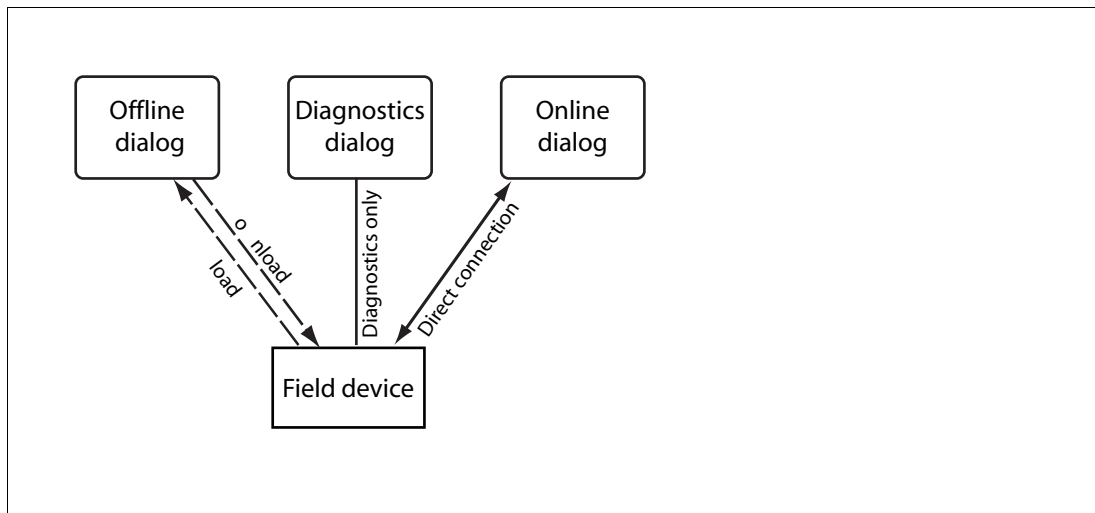 Offline
dialog
Diagnostics
dialog
Online
dialog
o nload
load
Diagnostics only
Direct connection
Field device